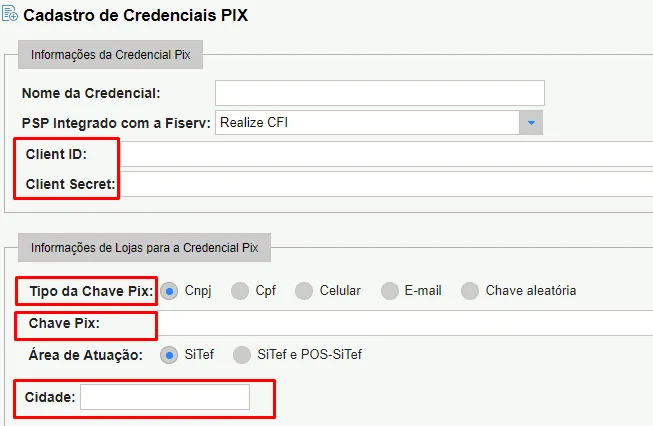 Cadastro de Credenciais PIX
Informações da Credencial Pix
Nome da Credencial:
PSP Integrado com a Fiserv: Realize CFI
Client ID:
Client Secret:
Informações de Lojas para a Credencial Pix
Tipo da Chave Pix: Cnpj Cpf Celular E-mail Chave aleatória
Chave Pix:
Área de Atuação: SiTef SiTef e POS-SiTef
Cidade: